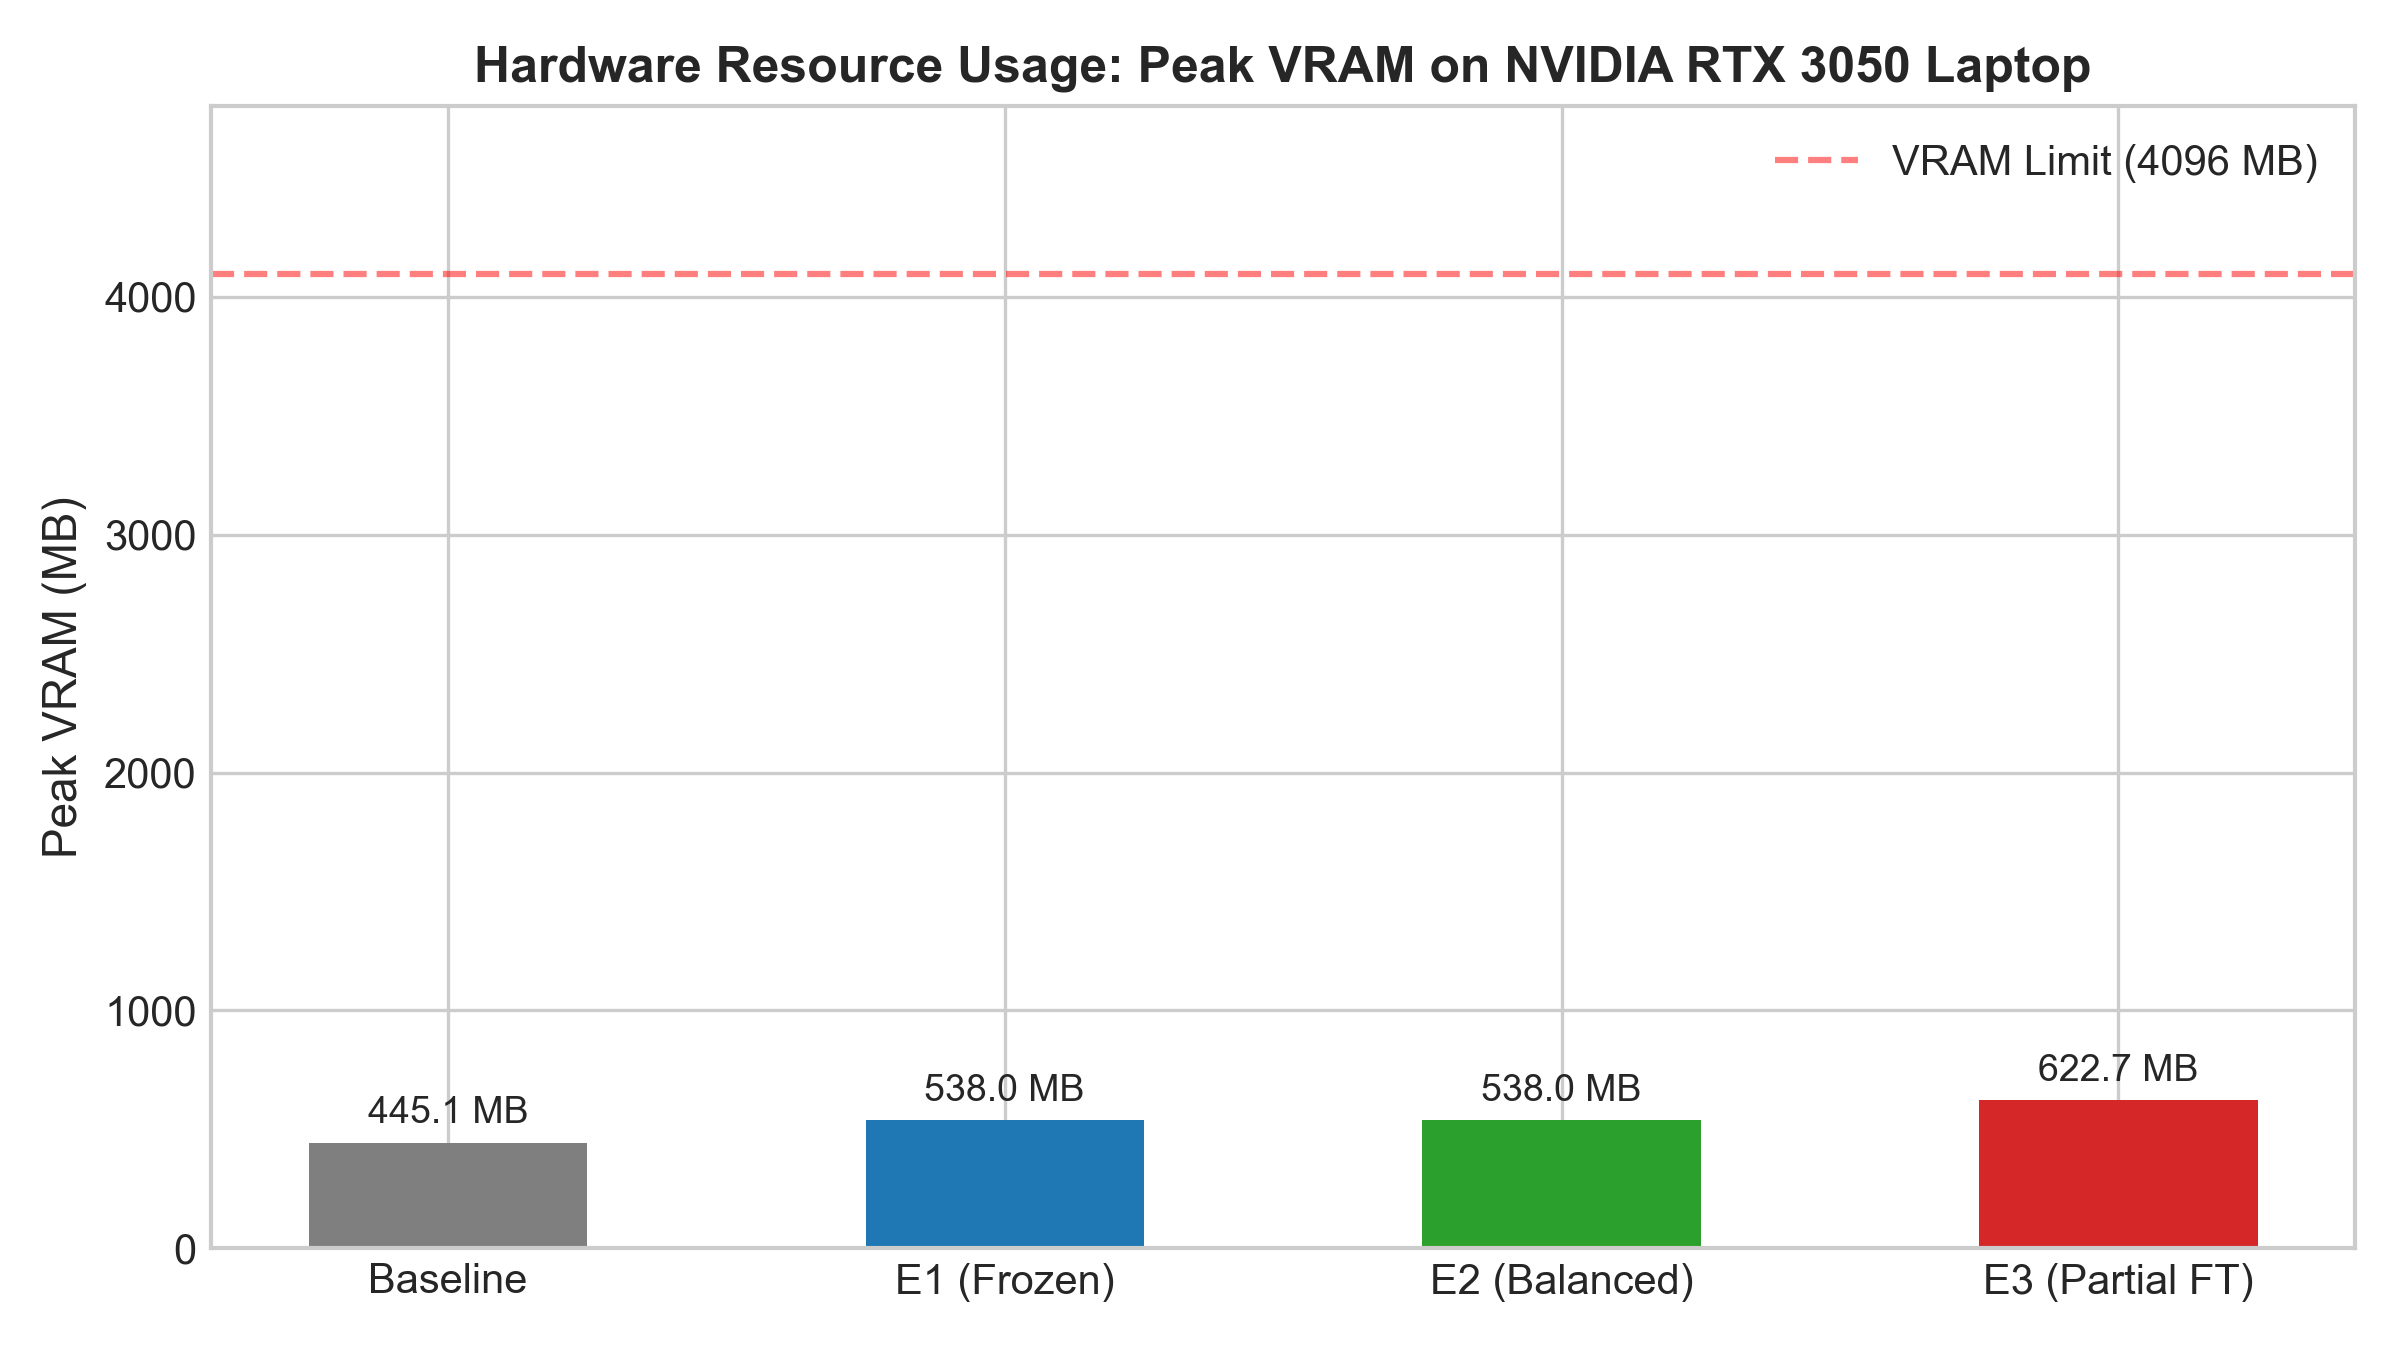 Hardware Resource Usage: Peak VRAM on NVIDIA RTX 3050 Laptop
VRAM Limit (4096 MB)
Peak VRAM (MB)
4000
3000
2000
1000
0
445.1 MB
538.0 MB
538.0 MB
622.7 MB
Baseline
E1 (Frozen)
E2 (Balanced)
E3 (Partial FT)